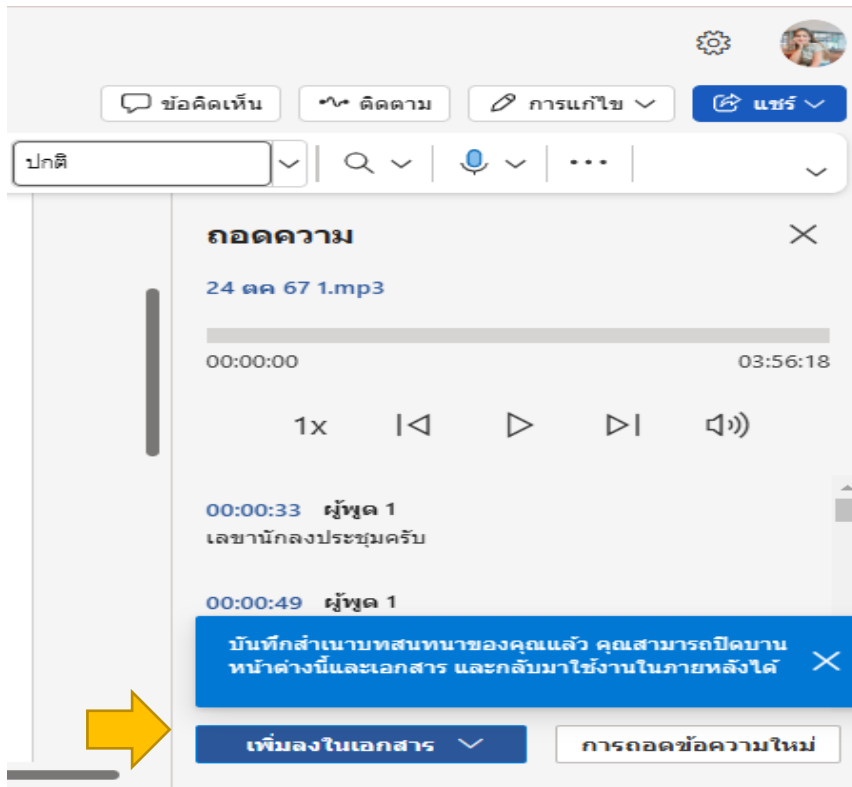 ข้อคิดเห็น ติดตาม การแก้ไข แชร์
ปกติ
ถอดความ
24 ตค 67 1.mp3
00:00:00 03:56:18
1x
00:00:33 ผู้พูด 1
เลขานักลงประชุมครับ
00:00:49 ผู้พูด 1
บันทึกสำเนาบทสนทนาของคุณแล้ว คุณสามารถปิดบาน
หน้าต่างนี้และเอกสาร และกลับมาใช้งานในภายหลังได้
เพิ่มลงในเอกสาร การถอดข้อความใหม่